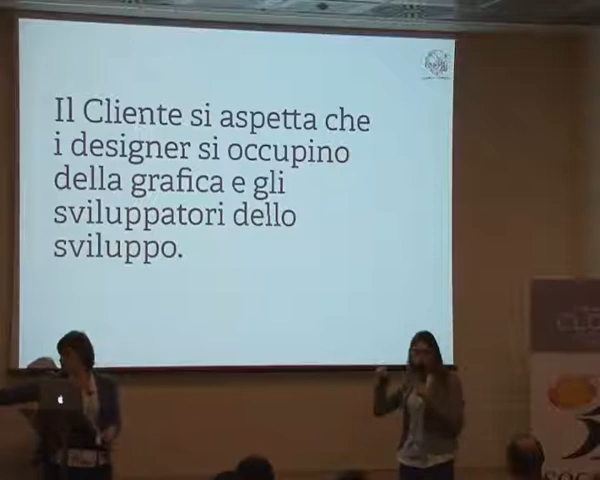 Il Cliente si aspetta che
i designer si occupino
della grafica e gli
sviluppatori dello
sviluppo.